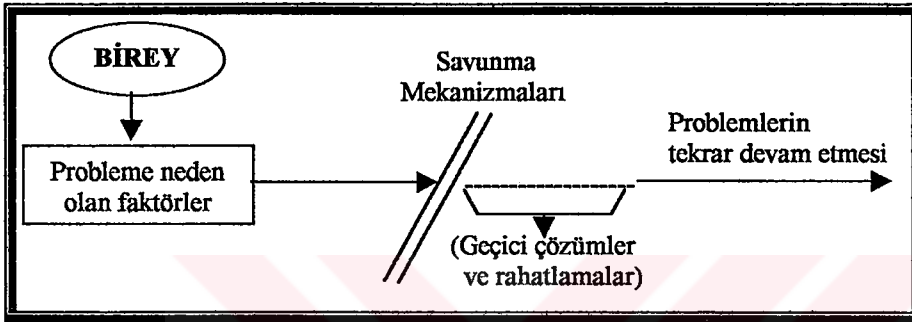 BİREY
Savunma
Mekanizmaları
Probleme neden
olan faktörler
Problemlerin
tekrar devam etmesi
(Geçici çözümler
ve rahatlamalar)